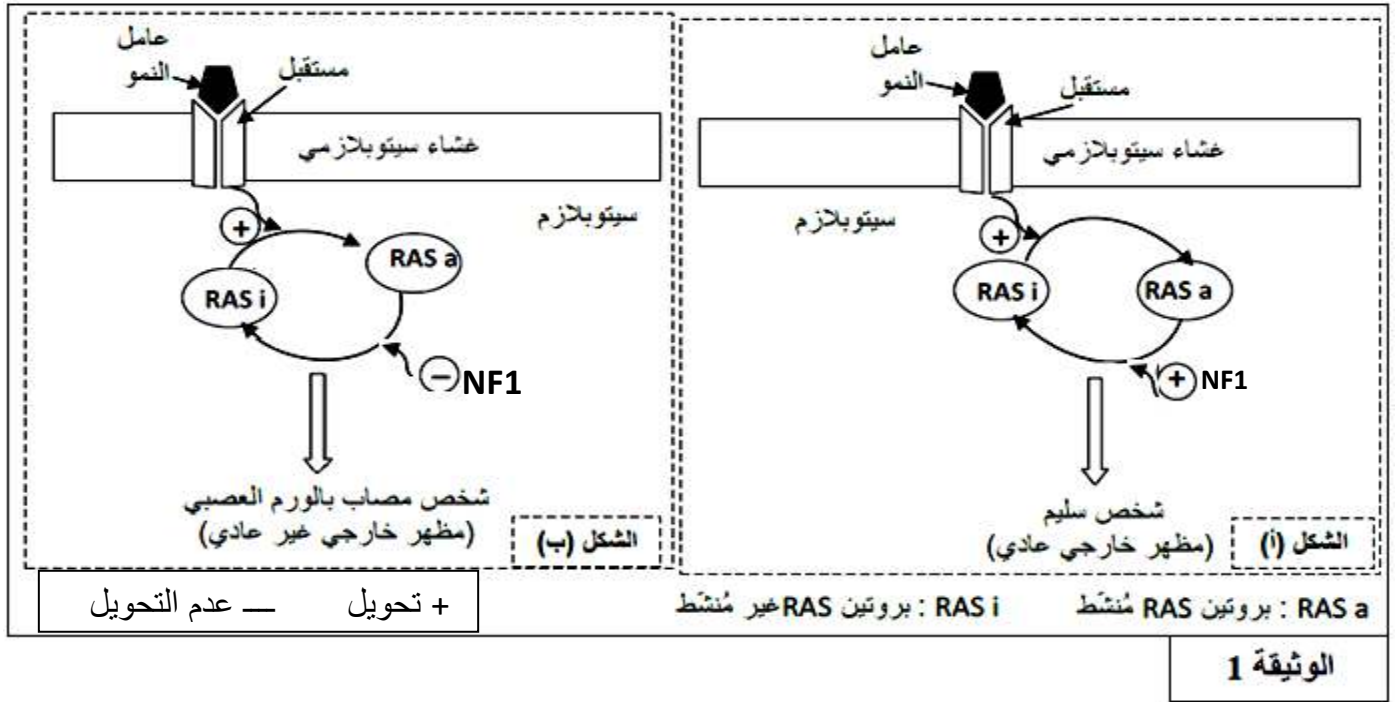 عامل
النمو
مستقبل
غشاء سيتوبلازمي
سيتوبلازم
+
RAS i
RAS a
+ NF1
شخص سليم
(مظهر خارجي عادي)
الشكل (أ)
عامل
النمو
مستقبل
غشاء سيتوبلازمي
سيتوبلازم
+
RAS i
RAS a
– NF1
شخص مصاب بالورم العصبي
(مظهر خارجي غير عادي)
الشكل (ب)
RAS a : بروتين RAS مُنشّط RAS i : بروتين RAS غير مُنشّط
+ تحويل — عدم التحويل
الوثيقة 1